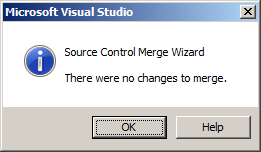 Microsoft Visual Studio
Source Control Merge Wizard
There were no changes to merge.
OK
Help